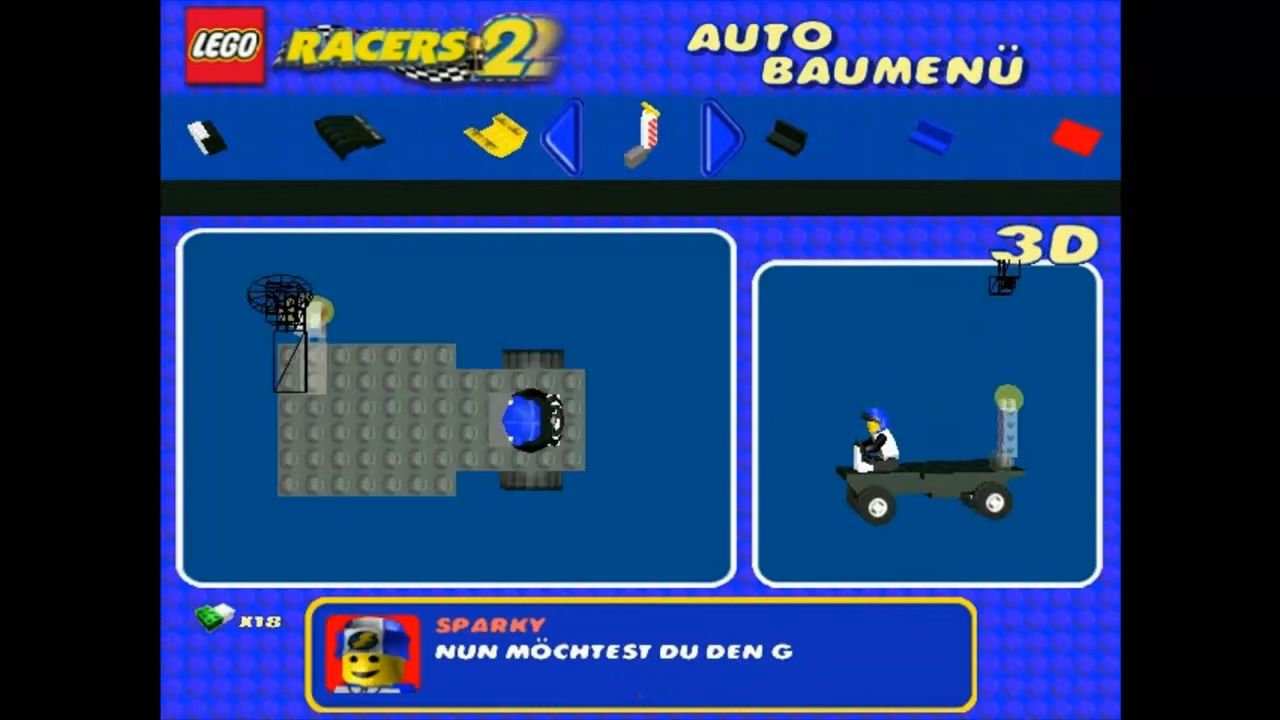 LEGO
RACERS 2
AUTO
BAUMENÜ
3D
X18
SPARKY
NUN MÖCHTEST DU DEN G